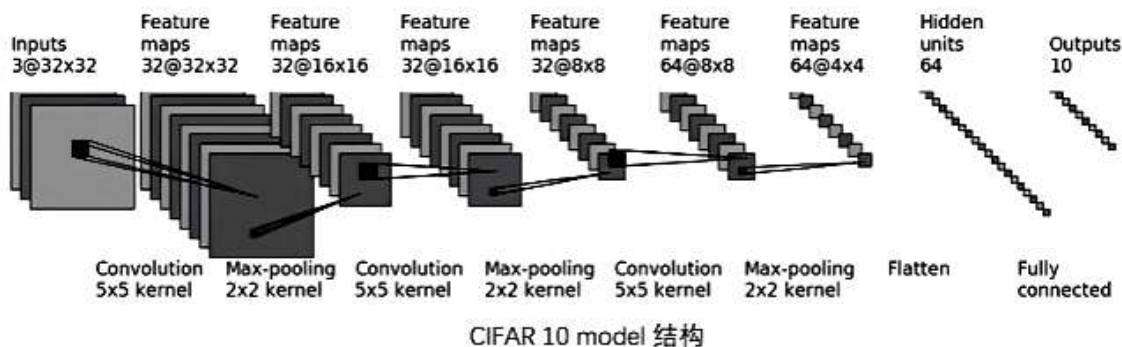 Inputs
3@32x32
Feature
maps
32@32x32
Feature
maps
32@16x16
Feature
maps
32@16x16
Feature
maps
32@8x8
Feature
maps
64@8x8
Feature
maps
64@4x4
Hidden
units
64
Outputs
10
Convolution
5x5 kernel
Max-pooling
2x2 kernel
Convolution
5x5 kernel
Max-pooling
2x2 kernel
Convolution
5x5 kernel
Max-pooling
2x2 kernel
Flatten
Fully
connected
CIFAR 10 model 结构